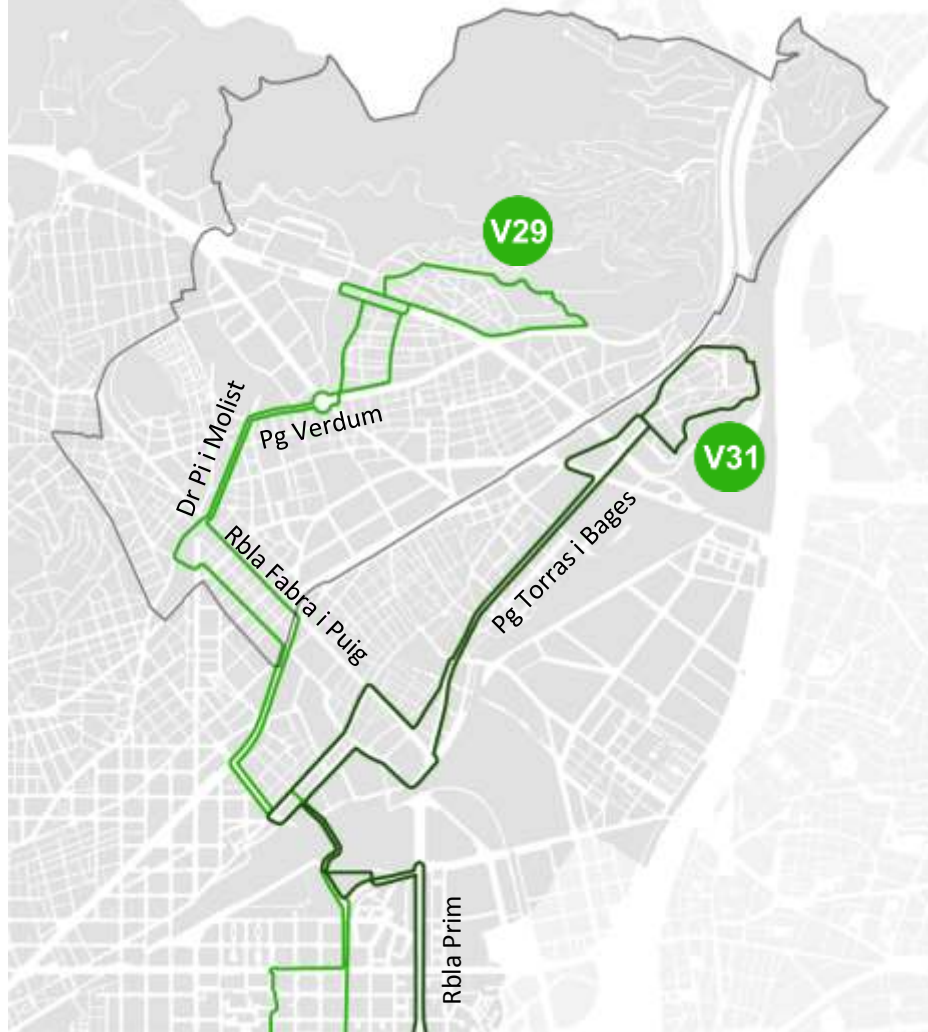 V29
Dr Pi i Molist
Pg Verdum
V31
Rbla Fabra i Puig
Pg Torras i Bages
Rbla Prim